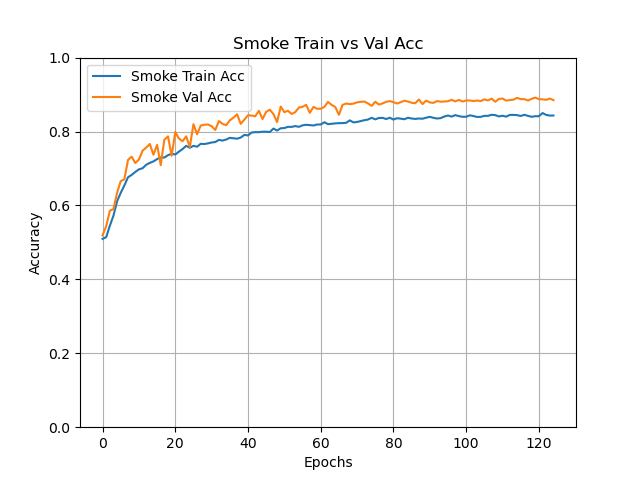 Smoke Train vs Val Acc
Smoke Train Acc
Smoke Val Acc
1.0
0.8
0.6
0.4
0.2
0.0
Accuracy
0 20 40 60 80 100 120
Epochs